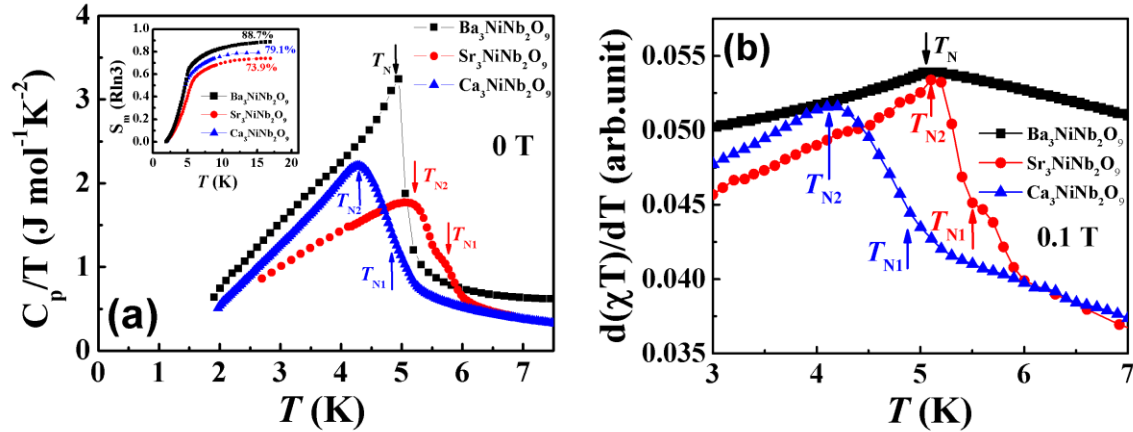 (a)
C_p/T (J mol^-1 K^-2)
4
3
2
1
0
0 1 2 3 4 5 6 7
T (K)
Ba3NiNb2O9
Sr3NiNb2O9
Ca3NiNb2O9
0 T
T_N
T_N2
T_N1
T_N2
T_N1
S_m (Rln3)
1.0
0.8
0.6
0.4
0.2
0.0
0 5 10 15 20
T (K)
88.7%
79.1%
73.9%
Ba3NiNb2O9
Sr3NiNb2O9
Ca3NiNb2O9
(b)
d(χT)/dT (arb.unit)
0.055
0.050
0.045
0.040
0.035
3 4 5 6 7
T (K)
T_N
T_N2
T_N2
T_N1
T_N1
Ba3NiNb2O9
Sr3NiNb2O9
Ca3NiNb2O9
0.1 T